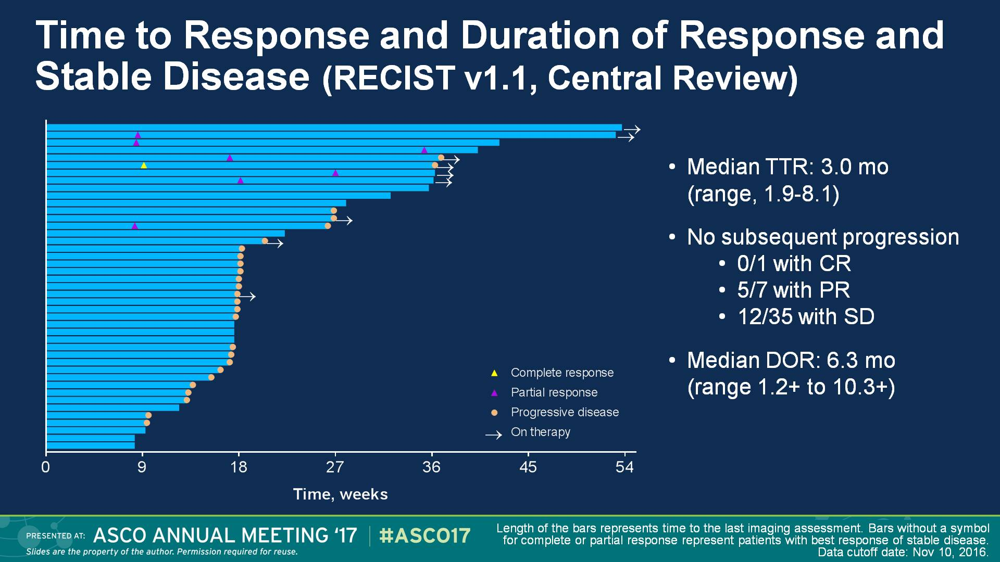 Time to Response and Duration of Response and
Stable Disease (RECIST v1.1, Central Review)
• Median TTR: 3.0 mo
(range, 1.9-8.1)
• No subsequent progression
• 0/1 with CR
• 5/7 with PR
• 12/35 with SD
• Median DOR: 6.3 mo
(range 1.2+ to 10.3+)
Complete response
Partial response
Progressive disease
On therapy
0 9 18 27 36 45 54
Time, weeks
PRESENTED AT: ASCO ANNUAL MEETING ‘17 | #ASCO17
Slides are the property of the author. Permission required for reuse.
Length of the bars represents time to the last imaging assessment. Bars without a symbol
for complete or partial response represent patients with best response of stable disease.
Data cutoff date: Nov 10, 2016.